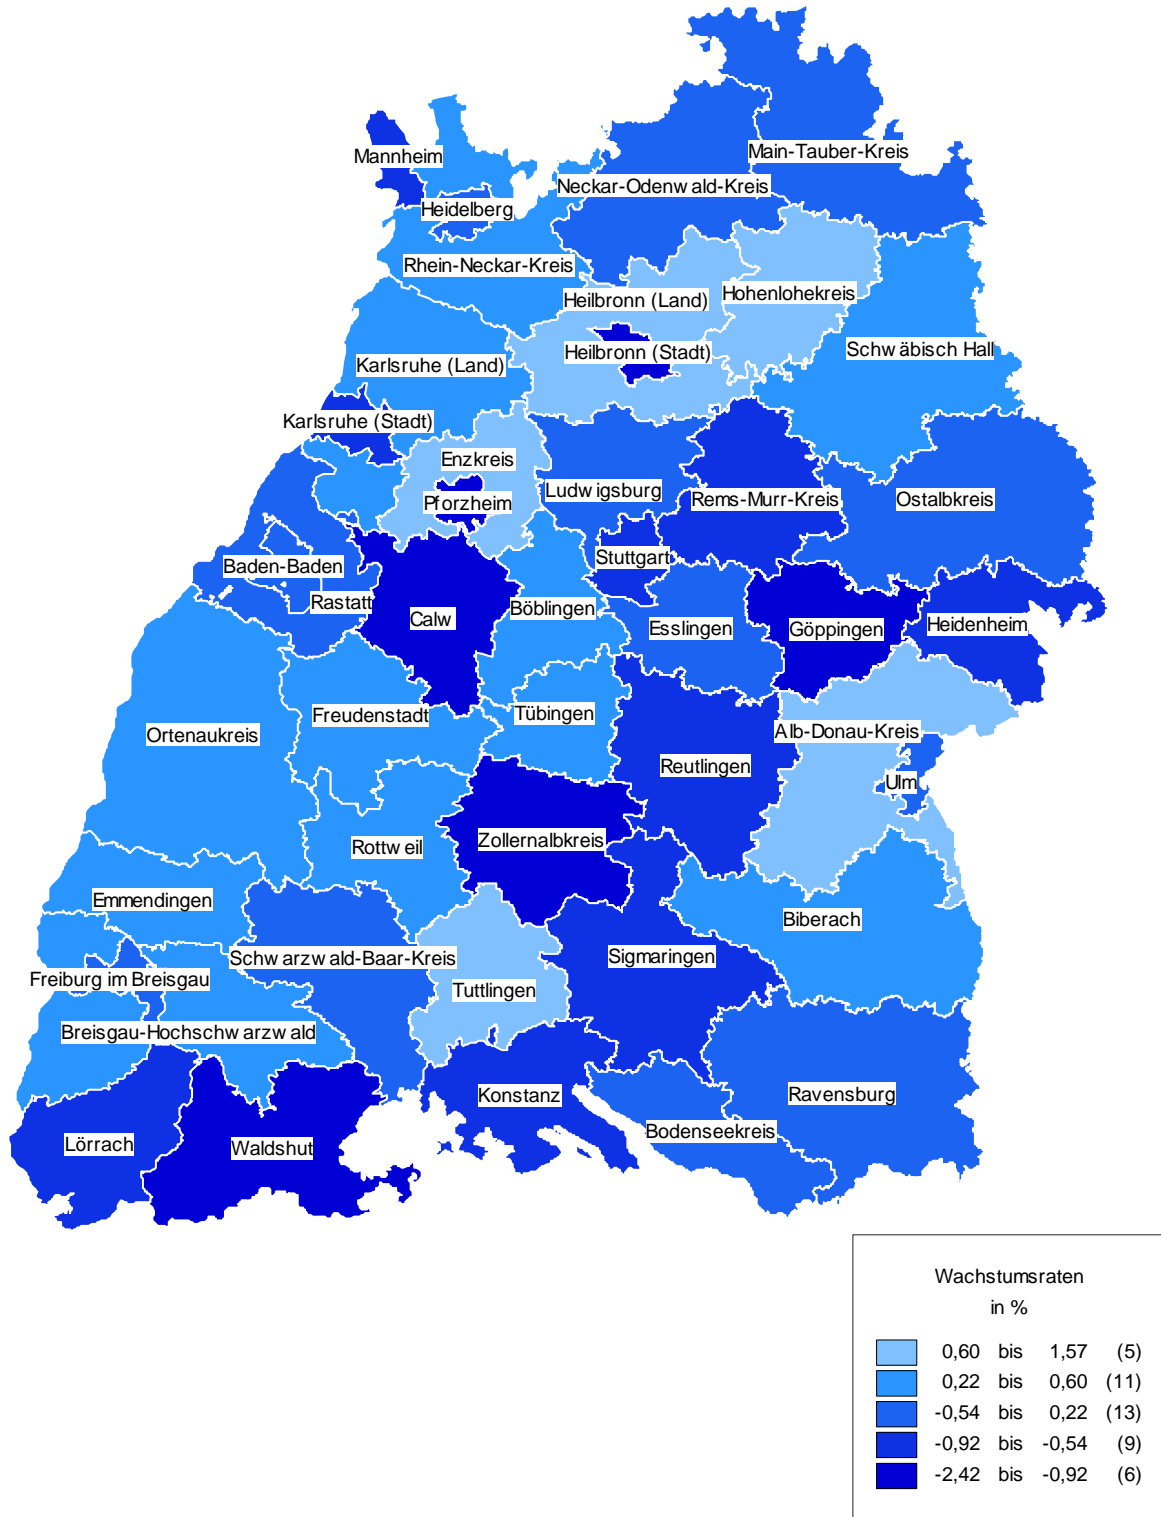 Main-Tauber-Kreis
Mannheim
Neckar-Odenwald-Kreis
Heidelberg
Rhein-Neckar-Kreis
Hohenlohekreis
Heilbronn (Land)
Schwäbisch Hall
Heilbronn (Stadt)
Karlsruhe (Land)
Karlsruhe (Stadt)
Enzkreis
Ludwigsburg
Rems-Murr-Kreis
Ostalbkreis
Pforzheim
Stuttgart
Baden-Baden
Rastatt
Böblingen
Calw
Esslingen
Göppingen
Heidenheim
Freudenstadt
Tübingen
Ortenaukreis
Alb-Donau-Kreis
Reutlingen
Ulm
Zollernalbkreis
Rottweil
Emmendingen
Biberach
Schwarzwald-Baar-Kreis
Sigmaringen
Freiburg im Breisgau
Tuttlingen
Breisgau-Hochschwarzwald
Konstanz
Ravensburg
Bodenseekreis
Lörrach
Waldshut
Wachstumsraten
in %
0,60 bis 1,57 (5)
0,22 bis 0,60 (11)
-0,54 bis 0,22 (13)
-0,92 bis -0,54 (9)
-2,42 bis -0,92 (6)